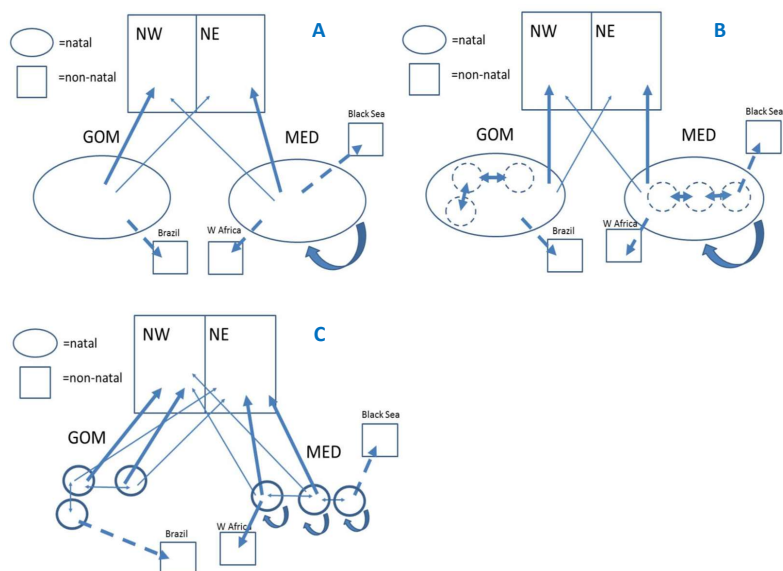 A
NW NE
=natal
=non-natal
Black Sea
GOM MED
Brazil W Africa
B
NW NE
=natal
=non-natal
Black Sea
GOM MED
W Africa
Brazil
C
NW NE
=natal
=non-natal
Black Sea
GOM MED
Brazil W Africa